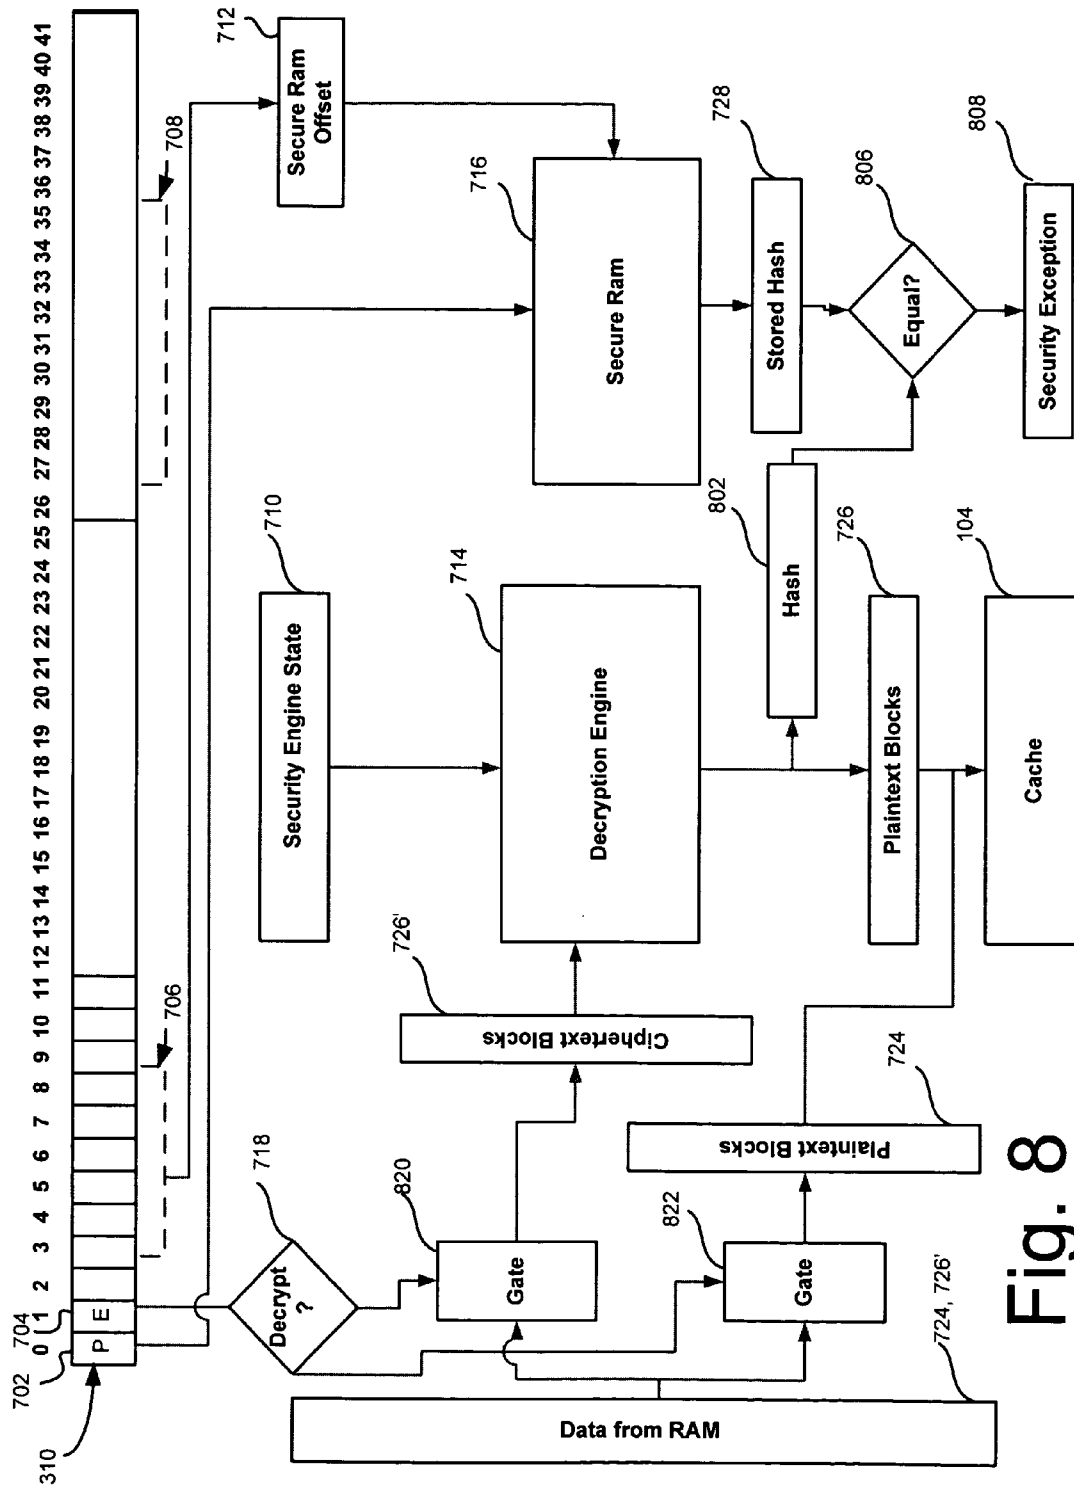 0 1 2 3 4 5 6 7 8 9 10 11 12 13 14 15 16 17 18 19 20 21 22 23 24 25 26 27 28 29 30 31 32 33 34 35 36 37 38 39 40 41
702
704
P
E
310
706
708
712
Secure Ram
Offset
710
Security Engine State
718
Decrypt
?
820
Gate
726'
Ciphertext Blocks
714
Decryption Engine
716
Secure Ram
822
Gate
724
Plaintext Blocks
802
Hash
728
Stored Hash
726
Plaintext Blocks
806
Equal?
104
Cache
808
Security Exception
Data from RAM
724, 726'
Fig. 8